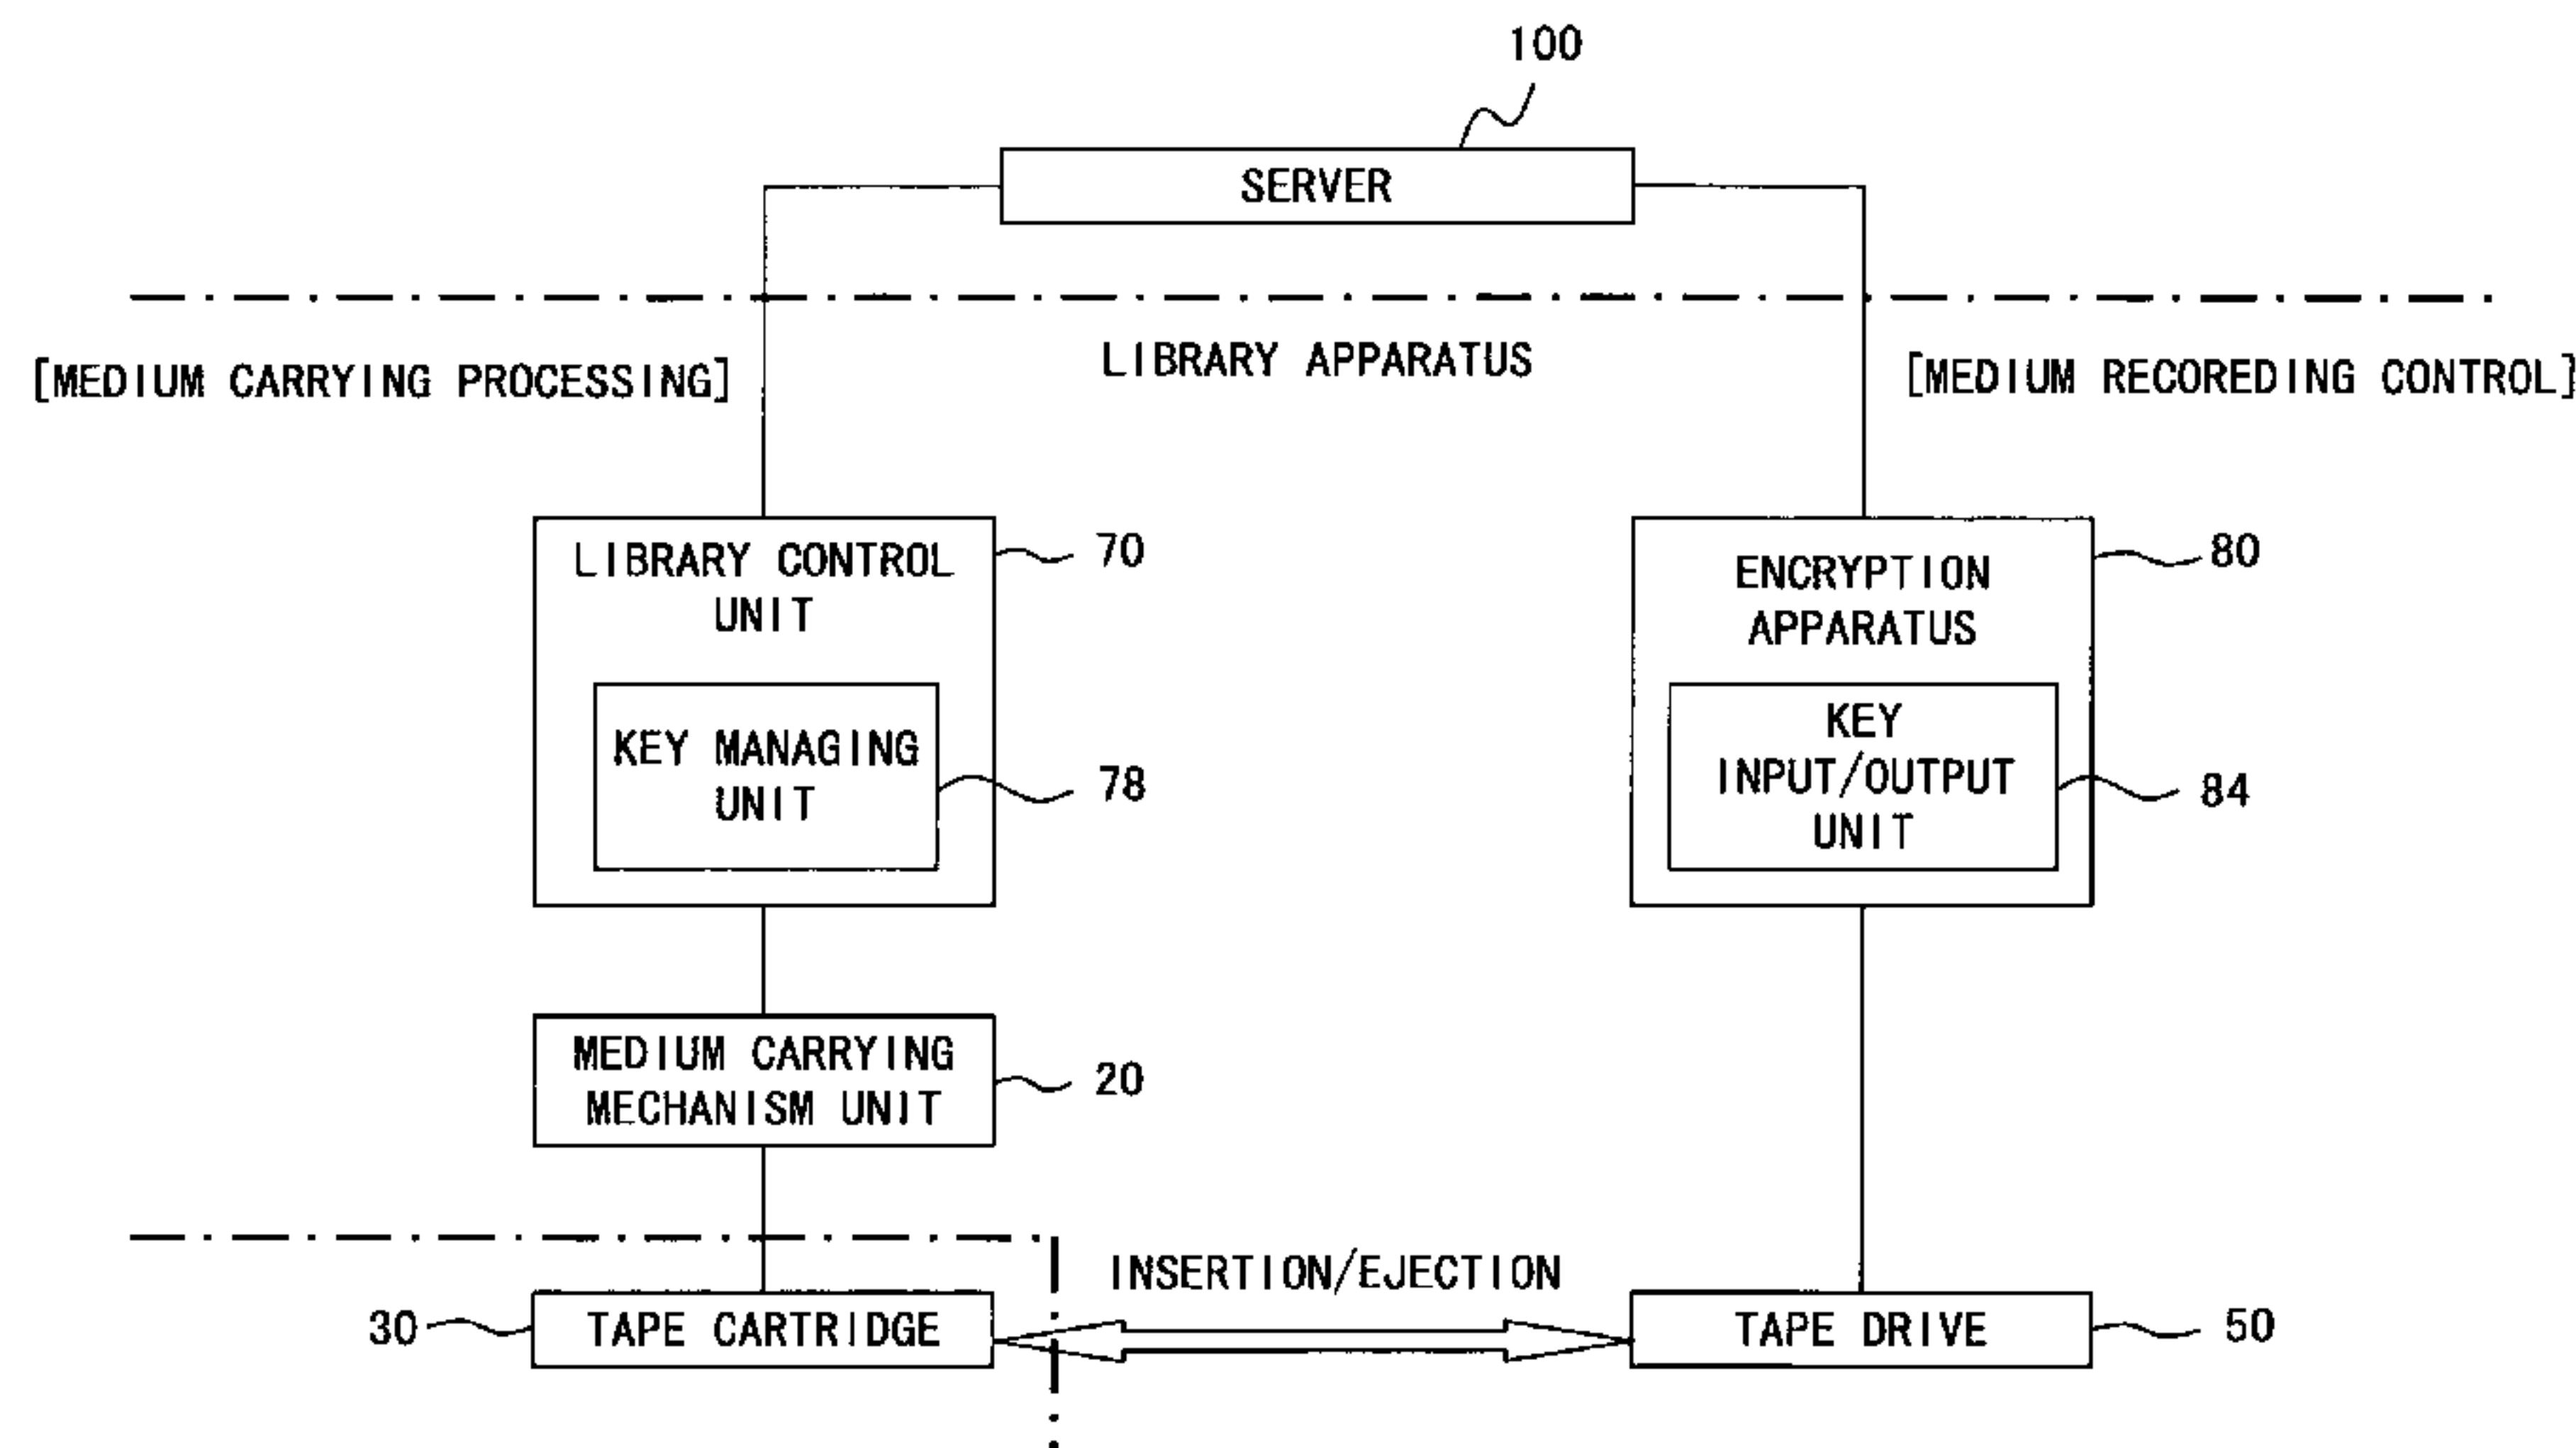 100
SERVER
LIBRARY APPARATUS
[MEDIUM CARRYING PROCESSING]
[MEDIUM RECOREDING CONTROL]
LIBRARY CONTROL
UNIT
70
KEY MANAGING
UNIT
78
ENCRYPTION
APPARATUS
80
KEY
INPUT/OUTPUT
UNIT
84
MEDIUM CARRYING
MECHANISM UNIT
20
INSERTION/EJECTION
30
TAPE CARTRIDGE
TAPE DRIVE
50